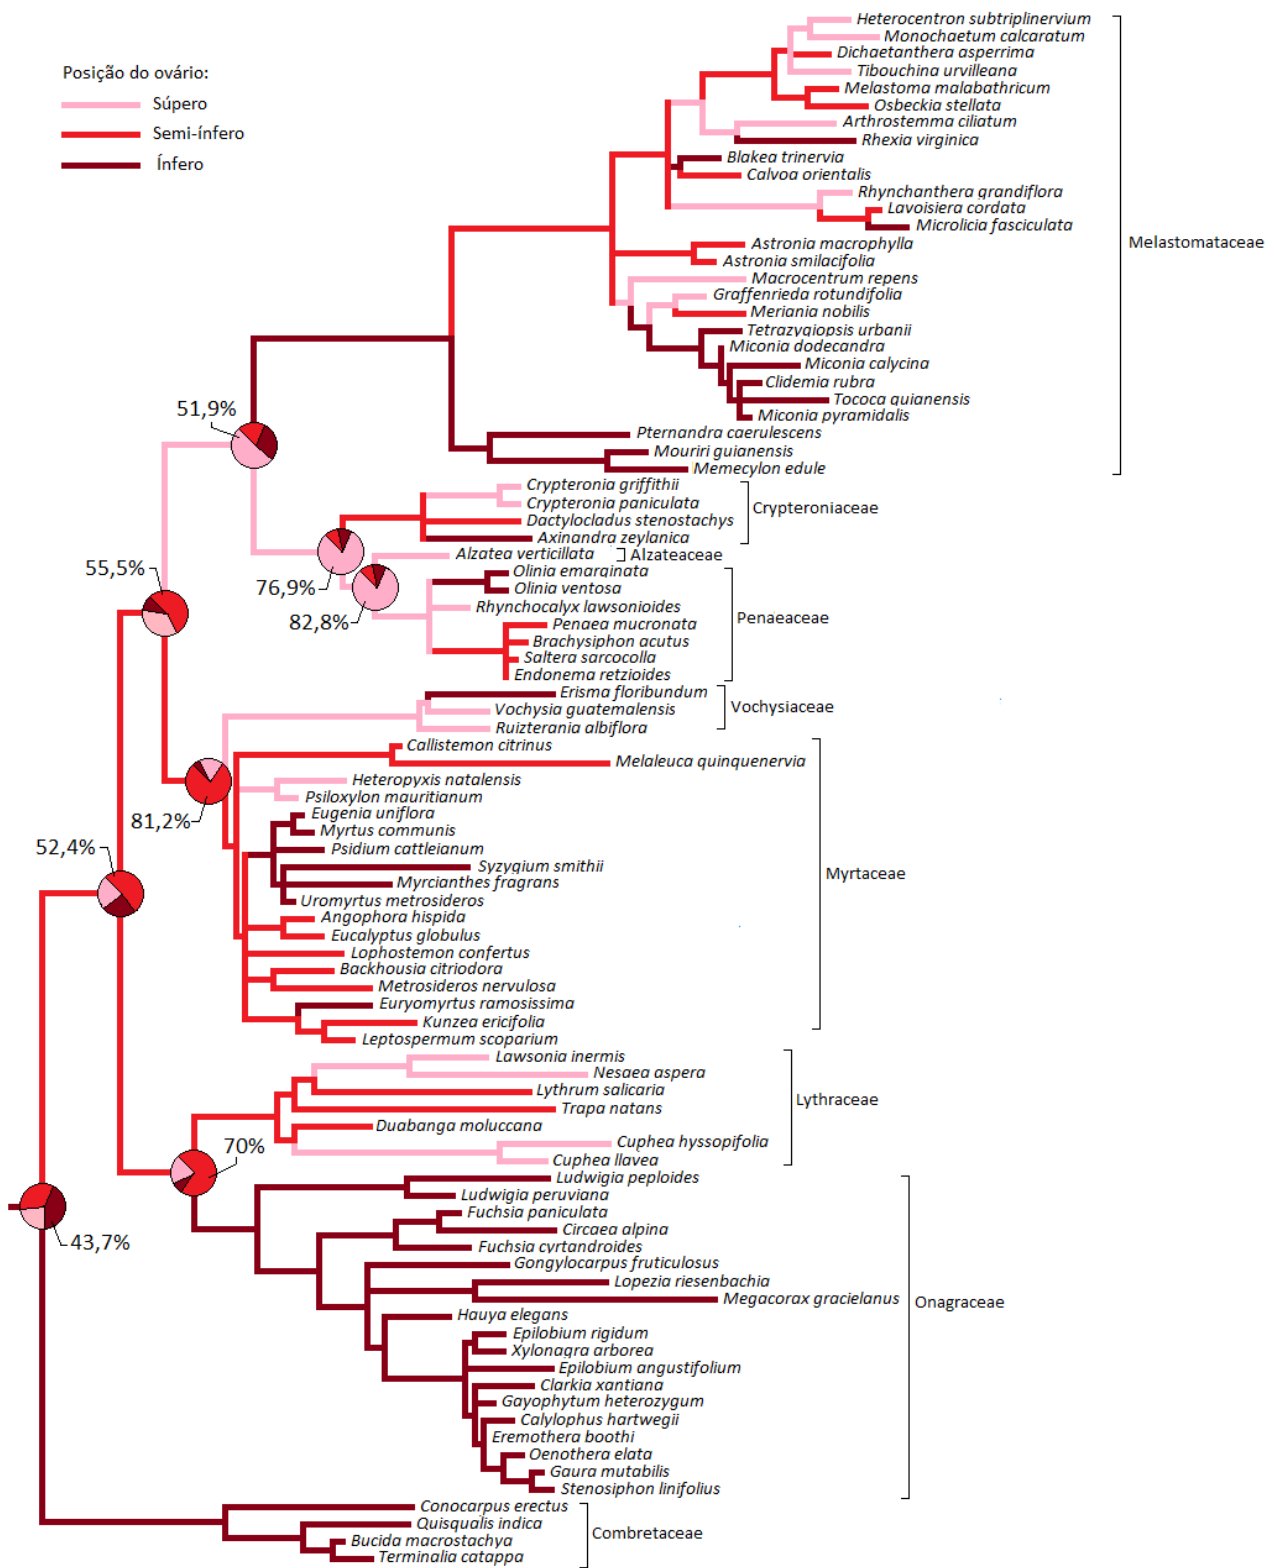 Posição do ovário:
Súpero
Semi-ínfero
Ínfero
Heterocentron subtriplinervium
Monochaetum calcaratum
Dichaetanthera asperrima
Tibouchina urvilleana
Melastoma malabathricum
Osbeckia stellata
Arthrostemma ciliatum
Rhexia virginica
Blakea trinervia
Calvoa orientalis
Rhynchanthera grandiflora
Lavoisiera cordata
Microlicia fasciculata
Astronia macrophylla
Astronia smilacifolia
Macrocentrum repens
Graffenrieda rotundifolia
Meriania nobilis
Tetrazygiopsis urbanii
Miconia dodecandra
Miconia calycina
Clidemia rubra
Tococa guianensis
Miconia pyramidalis
Pternandra caerulescens
Mouriri guianensis
Memecylon edule
Melastomataceae
51,9%
Crypteronia griffithii
Crypteronia paniculata
Dactylocladus stenostachys
Axinandra zeylanica
Crypteroniaceae
Alzatea verticillata
Alzateaceae
55,5%
76,9%
82,8%
Olinia emarginata
Olinia ventosa
Rhynchocalyx lawsonioides
Penaea mucronata
Brachysiphon acutus
Saltera sarcocolla
Endonema retzioides
Penaeaceae
Erisma floribundum
Vochysia guatemalensis
Ruizterania albiflora
Vochysiaceae
Callistemon citrinus
Melaleuca quinquenervia
Heteropyxis natalensis
Psiloxylon mauritianum
Eugenia uniflora
Myrtus communis
Psidium cattleianum
Syzygium smithii
Myrcianthes fragrans
Uromyrtus metrosideros
Angophora hispida
Eucalyptus globulus
Lophostemon confertus
Backhousia citriodora
Metrosideros nervulosa
Euryomyrtus ramosissima
Kunzea ericifolia
Leptospermum scoparium
Myrtaceae
81,2%
52,4%
Lawsonia inermis
Nesaea aspera
Lythrum salicaria
Trapa natans
Duabanga moluccana
Cuphea hyssopifolia
Cuphea llavea
Lythraceae
70%
43,7%
Ludwigia peploides
Ludwigia peruviana
Fuchsia paniculata
Circaea alpina
Fuchsia cyrtandroides
Gongylocarpus fruticulosus
Lopezia riesenbachia
Megacorax gracielanus
Hauya elegans
Epilobium rigidum
Xylonagra arborea
Epilobium angustifolium
Clarkia xantiana
Gayophytum heterozygum
Calylophus hartwegii
Eremothera boothi
Oenothera elata
Gaura mutabilis
Stenosiphon linifolius
Onagraceae
Conocarpus erectus
Quisqualis indica
Bucida macrostachya
Terminalia catappa
Combretaceae